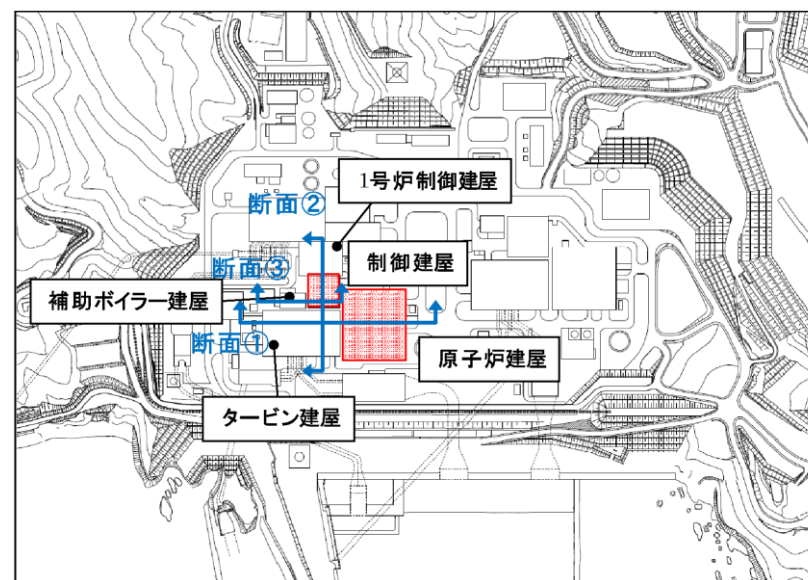 1号炉制御建屋
断面②
制御建屋
断面③
補助ボイラー建屋
断面①
原子炉建屋
タービン建屋